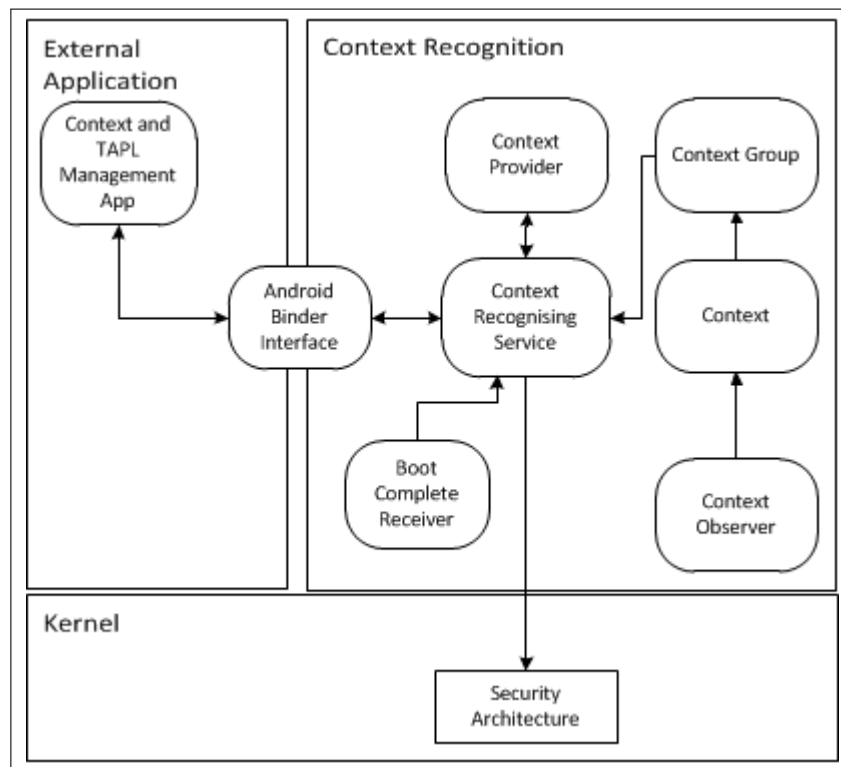 External
Application
Context and
TAPL
Management
App
Context Recognition
Context
Provider
Context Group
Android
Binder
Interface
Context
Recognising
Service
Context
Boot
Complete
Receiver
Context
Observer
Kernel
Security
Architecture